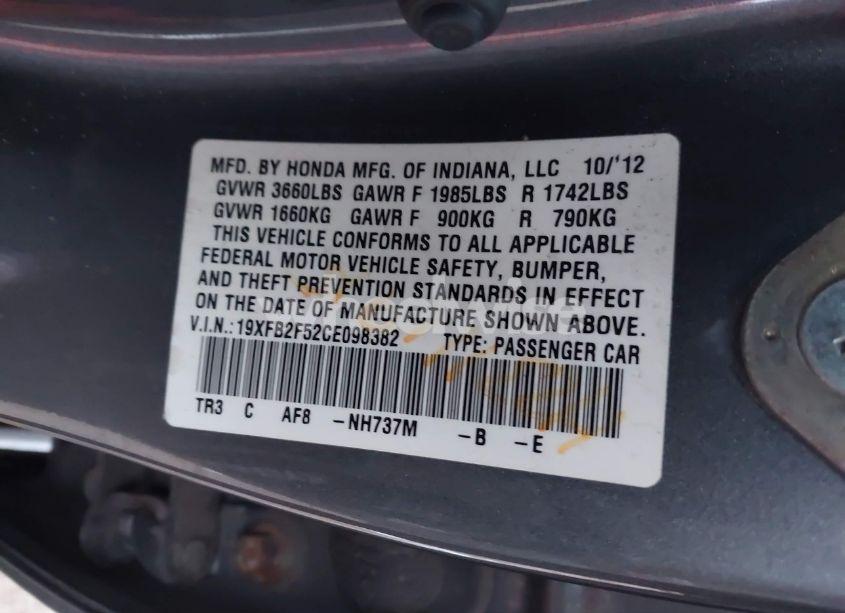 MFD. BY HONDA MFG. OF INDIANA, LLC 10/'12
GVWR 3660LBS GAWR F 1985LBS R 1742LBS
GVWR 1660KG GAWR F 900KG R 790KG
THIS VEHICLE CONFORMS TO ALL APPLICABLE
FEDERAL MOTOR VEHICLE SAFETY, BUMPER,
AND THEFT PREVENTION STANDARDS IN EFFECT
ON THE DATE OF MANUFACTURE SHOWN ABOVE.
V.I.N.:19XFB2F52CE098382 TYPE: PASSENGER CAR
TR3 C AF8 -NH737M -B -E